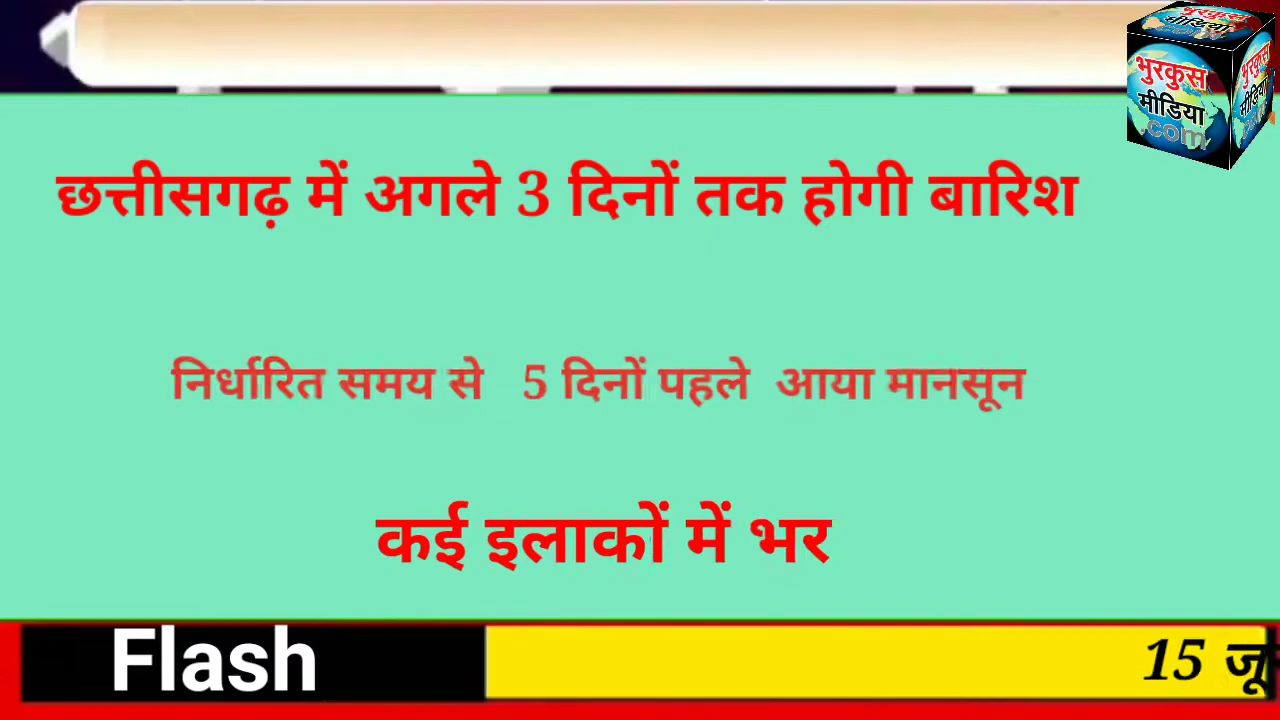 भुरकुस
मीडिया
.com
छत्तीसगढ़ में अगले 3 दिनों तक होगी बारिश
निर्धारित समय से 5 दिनों पहले आया मानसून
कई इलाकों में भर
Flash
15 जू